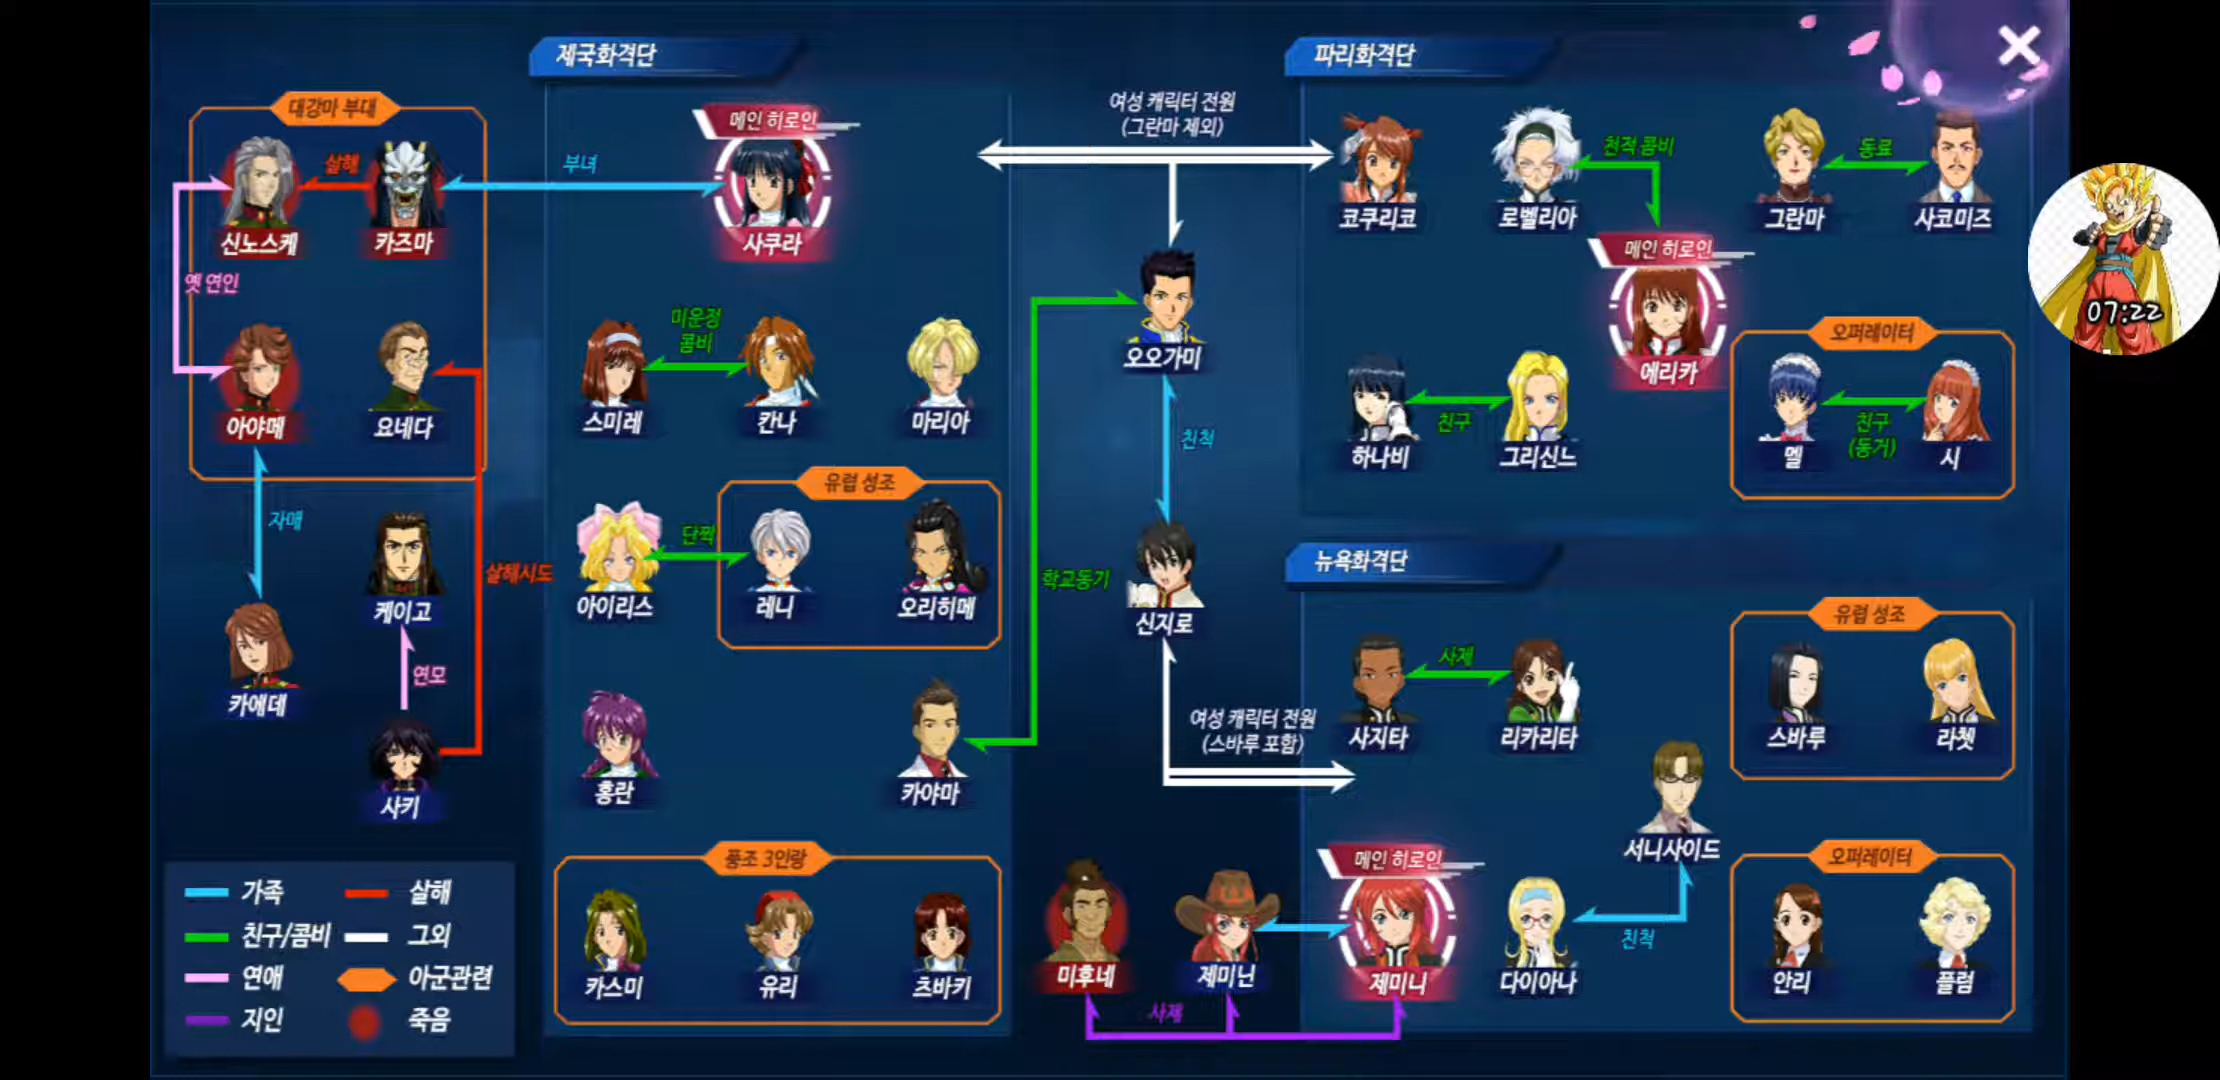 제국화격단
파리화격단
대강마 부대
메인 히로인
여성 캐릭터 전원
(그란마 제외)
살해
부녀
천적 콤비
동료
신노스케
카즈마
사쿠라
코쿠리코
로벨리아
그란마
사코미즈
메인 히로인
옛 연인
미운정
콤비
오오가미
에리카
오퍼레이터
07:22
아야메
요네다
스미레
칸나
마리아
친척
하나비
친구
그리신느
멜
친구
(동거)
시
자매
유럽 성조
단짝
살해시도
학교동기
뉴욕화격단
케이고
아이리스
레니
오리히메
신지로
유럽 성조
연모
카에데
사제
여성 캐릭터 전원
(스바루 포함)
사지타
리카리타
스바루
라쳇
사키
홍란
카야마
서니사이드
풍조 3인랑
메인 히로인
오퍼레이터
가족
살해
친구/콤비
그외
연애
아군관련
지인
죽음
카스미
유리
츠바키
미후네
제미닌
제미니
다이아나
친척
안리
플럼
사제